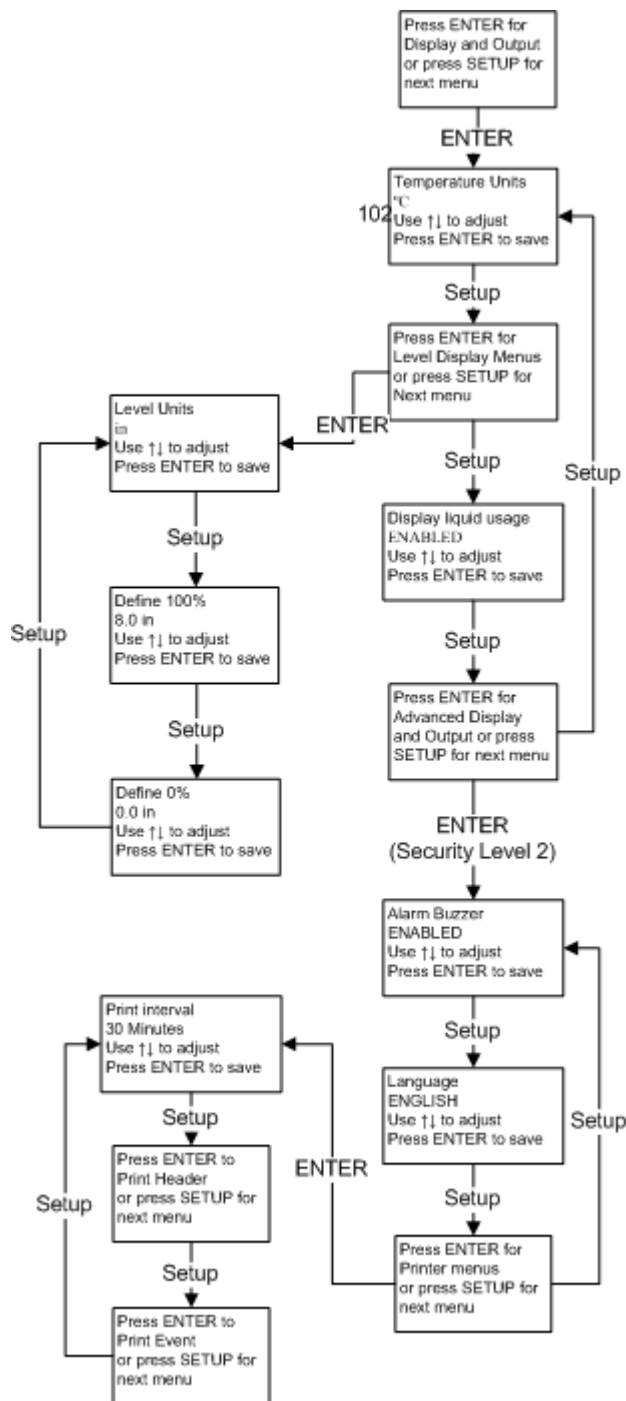 Press ENTER for
Display and Output
or press SETUP for
next menu
ENTER
Temperature Units
°C
102
Use ↑↓ to adjust
Press ENTER to save
Setup
Press ENTER for
Level Display Menus
or press SETUP for
Next menu
ENTER
Level Units
in
Use ↑↓ to adjust
Press ENTER to save
Setup
Define 100%
8.0 in
Use ↑↓ to adjust
Press ENTER to save
Setup
Define 0%
0.0 in
Use ↑↓ to adjust
Press ENTER to save
Setup
Setup
Display liquid usage
ENABLED
Use ↑↓ to adjust
Press ENTER to save
Setup
Press ENTER for
Advanced Display
and Output or press
SETUP for next menu
Setup
ENTER
(Security Level 2)
Alarm Buzzer
ENABLED
Use ↑↓ to adjust
Press ENTER to save
Setup
Language
ENGLISH
Use ↑↓ to adjust
Press ENTER to save
Setup
Press ENTER for
Printer menus
or press SETUP for
next menu
Setup
ENTER
Print interval
30 Minutes
Use ↑↓ to adjust
Press ENTER to save
Setup
Press ENTER to
Print Header
or press SETUP for
next menu
Setup
Press ENTER to
Print Event
or press SETUP for
next menu
Setup